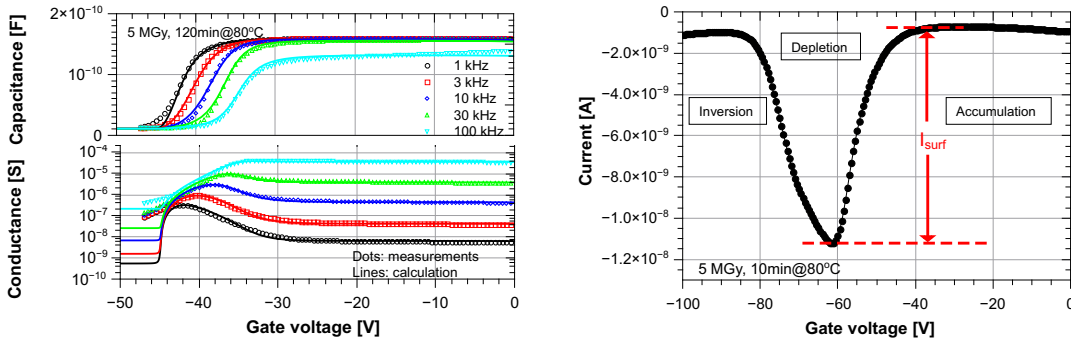 Capacitance [F]
2×10⁻¹⁰
10⁻¹⁰
0
5 MGy, 120min@80°C
1 kHz
3 kHz
10 kHz
30 kHz
100 kHz
Conductance [S]
10⁻⁴
10⁻⁵
10⁻⁶
10⁻⁷
10⁻⁸
10⁻⁹
10⁻¹⁰
Dots: measurements
Lines: calculation
−50 −40 −30 −20 −10 0
Gate voltage [V]
Current [A]
0
−2.0×10⁻⁹
−4.0×10⁻⁹
−6.0×10⁻⁹
−8.0×10⁻⁹
−1.0×10⁻⁸
−1.2×10⁻⁸
Depletion
Inversion
Accumulation
I_surf
5 MGy, 10min@80°C
−100 −80 −60 −40 −20 0
Gate voltage [V]